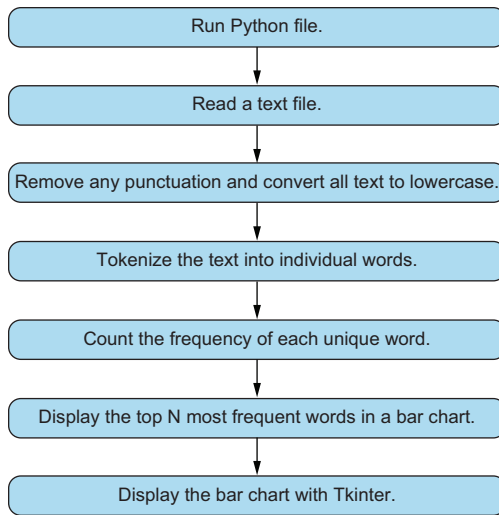 Run Python file.
Read a text file.
Remove any punctuation and convert all text to lowercase.
Tokenize the text into individual words.
Count the frequency of each unique word.
Display the top N most frequent words in a bar chart.
Display the bar chart with Tkinter.